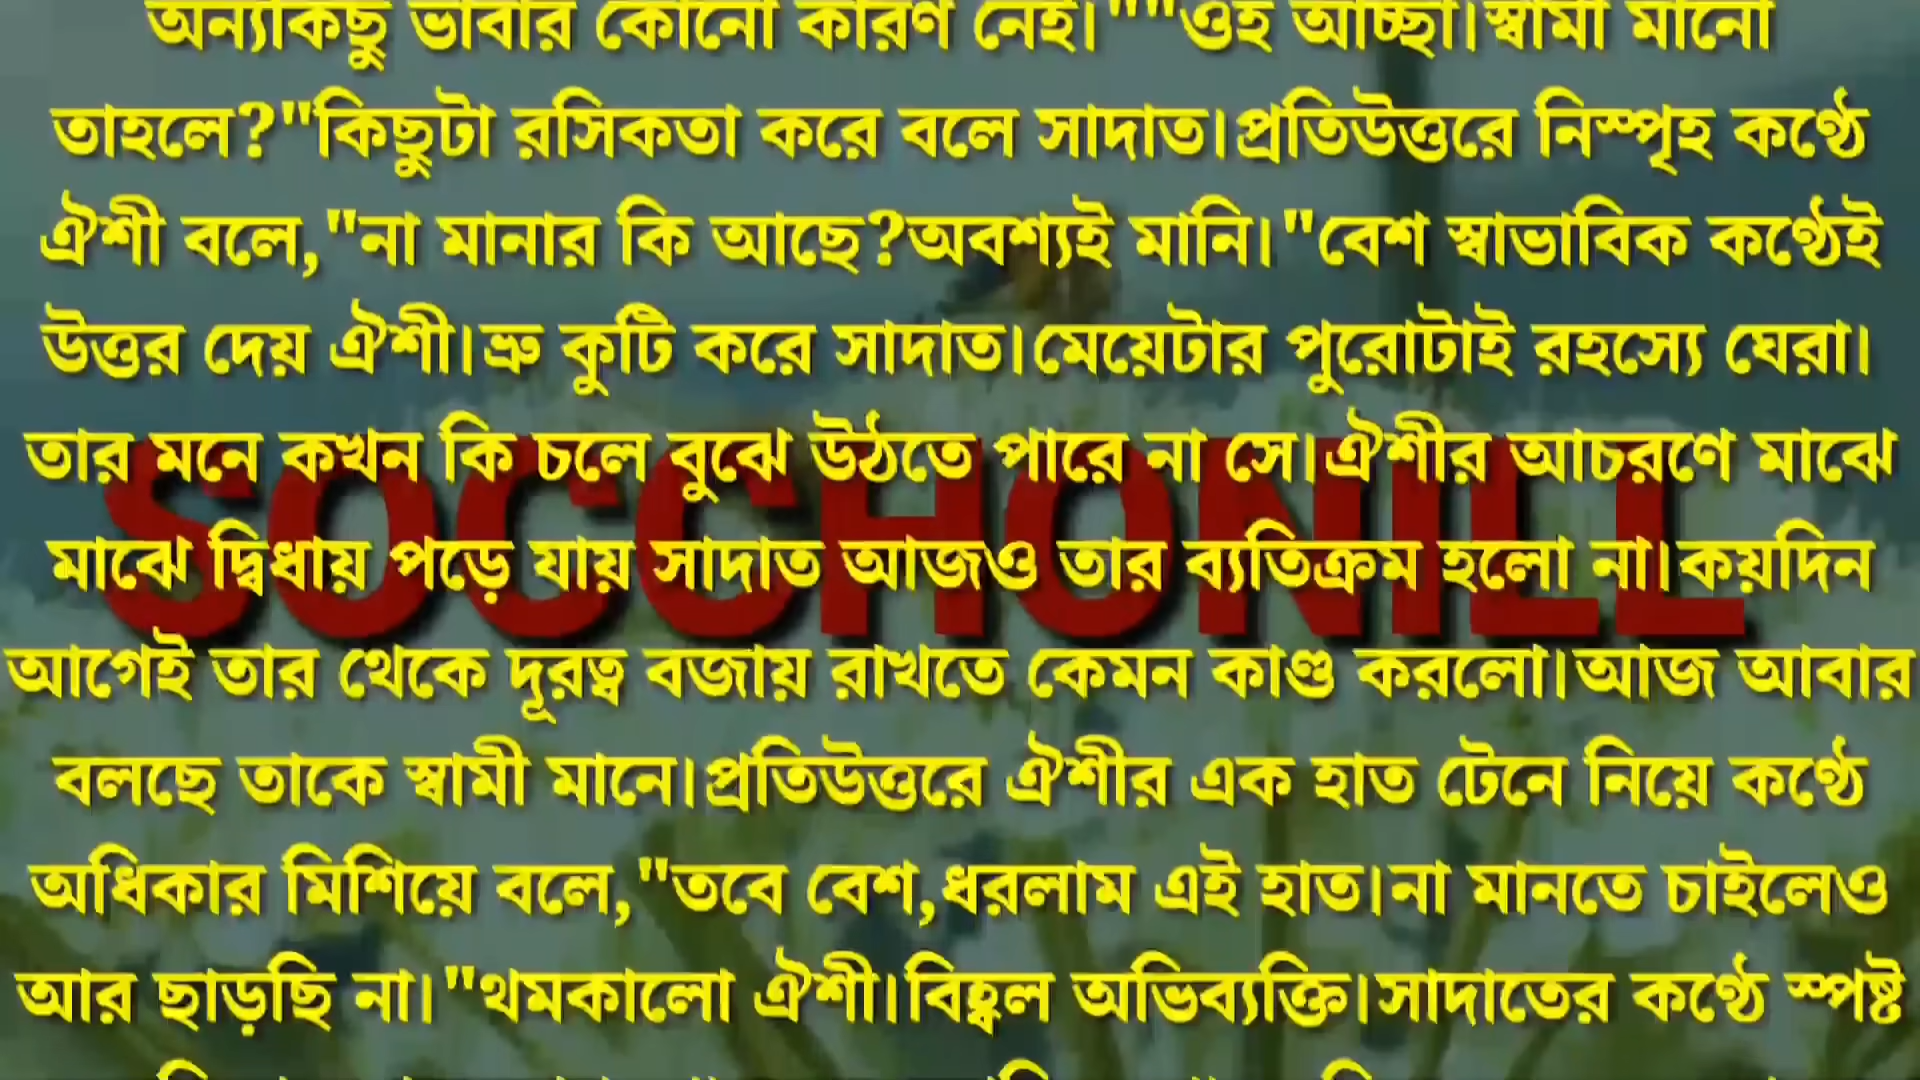 অন্যকিছু ভাবার কোনো কারণ নেই।""ওহ আচ্ছা।স্বামী মানো
তাহলে?"কিছুটা রসিকতা করে বলে সাদাত।প্রতিউত্তরে নিস্পৃহ কণ্ঠে
ঐশী বলে,"না মানার কি আছে?অবশ্যই মানি।"বেশ স্বাভাবিক কণ্ঠেই
উত্তর দেয় ঐশী।ভ্রু কুটি করে সাদাত।মেয়েটার পুরোটাই রহস্যে ঘেরা।
তার মনে কখন কি চলে বুঝে উঠতে পারে না সে।ঐশীর আচরণে মাঝে
SOCCHONILL
মাঝে দ্বিধায় পড়ে যায় সাদাত আজও তার ব্যতিক্রম হলো না।কয়দিন
আগেই তার থেকে দূরত্ব বজায় রাখতে কেমন কাণ্ড করলো।আজ আবার
বলছে তাকে স্বামী মানে।প্রতিউত্তরে ঐশীর এক হাত টেনে নিয়ে কণ্ঠে
অধিকার মিশিয়ে বলে,"তবে বেশ,ধরলাম এই হাত।না মানতে চাইলেও
আর ছাড়ছি না।"থমকালো ঐশী।বিহ্বল অভিব্যক্তি।সাদাতের কণ্ঠে স্পষ্ট